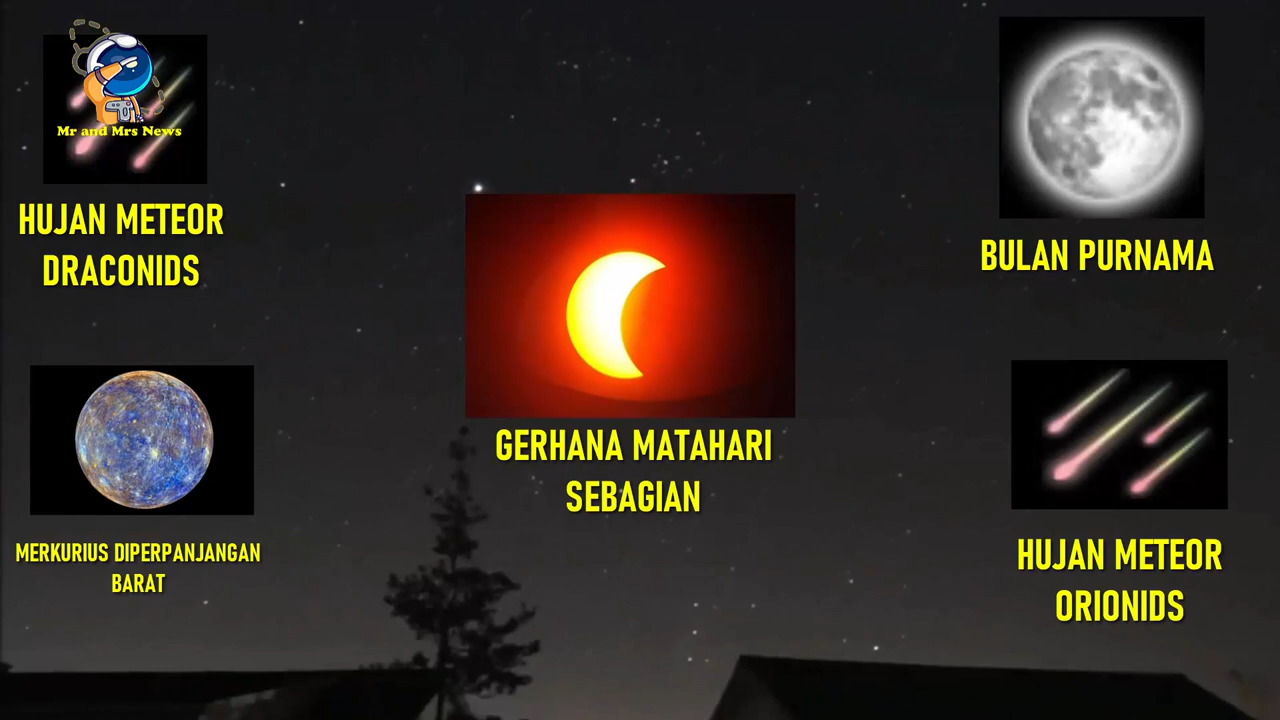 Mr and Mrs News
HUJAN METEOR
DRACONIDS
BULAN PURNAMA
GERHANA MATAHARI
SEBAGIAN
MERKURIUS DIPERPANJANGAN
BARAT
HUJAN METEOR
ORIONIDS